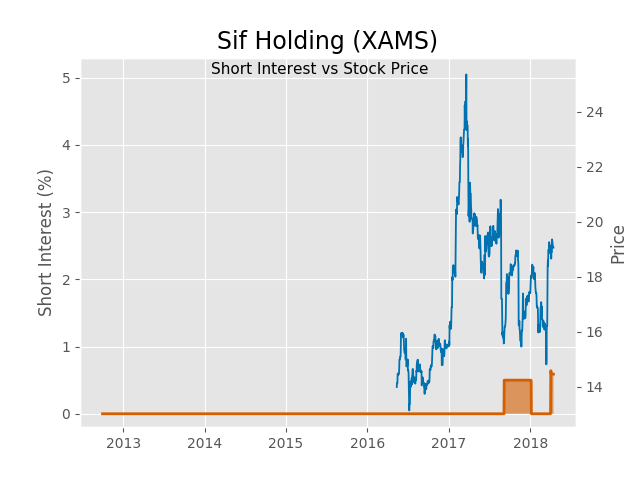 Sif Holding (XAMS)
Short Interest vs Stock Price
Short Interest (%)
5
4
3
2
1
0
24
22
20
18
16
14
Price
2013 2014 2015 2016 2017 2018